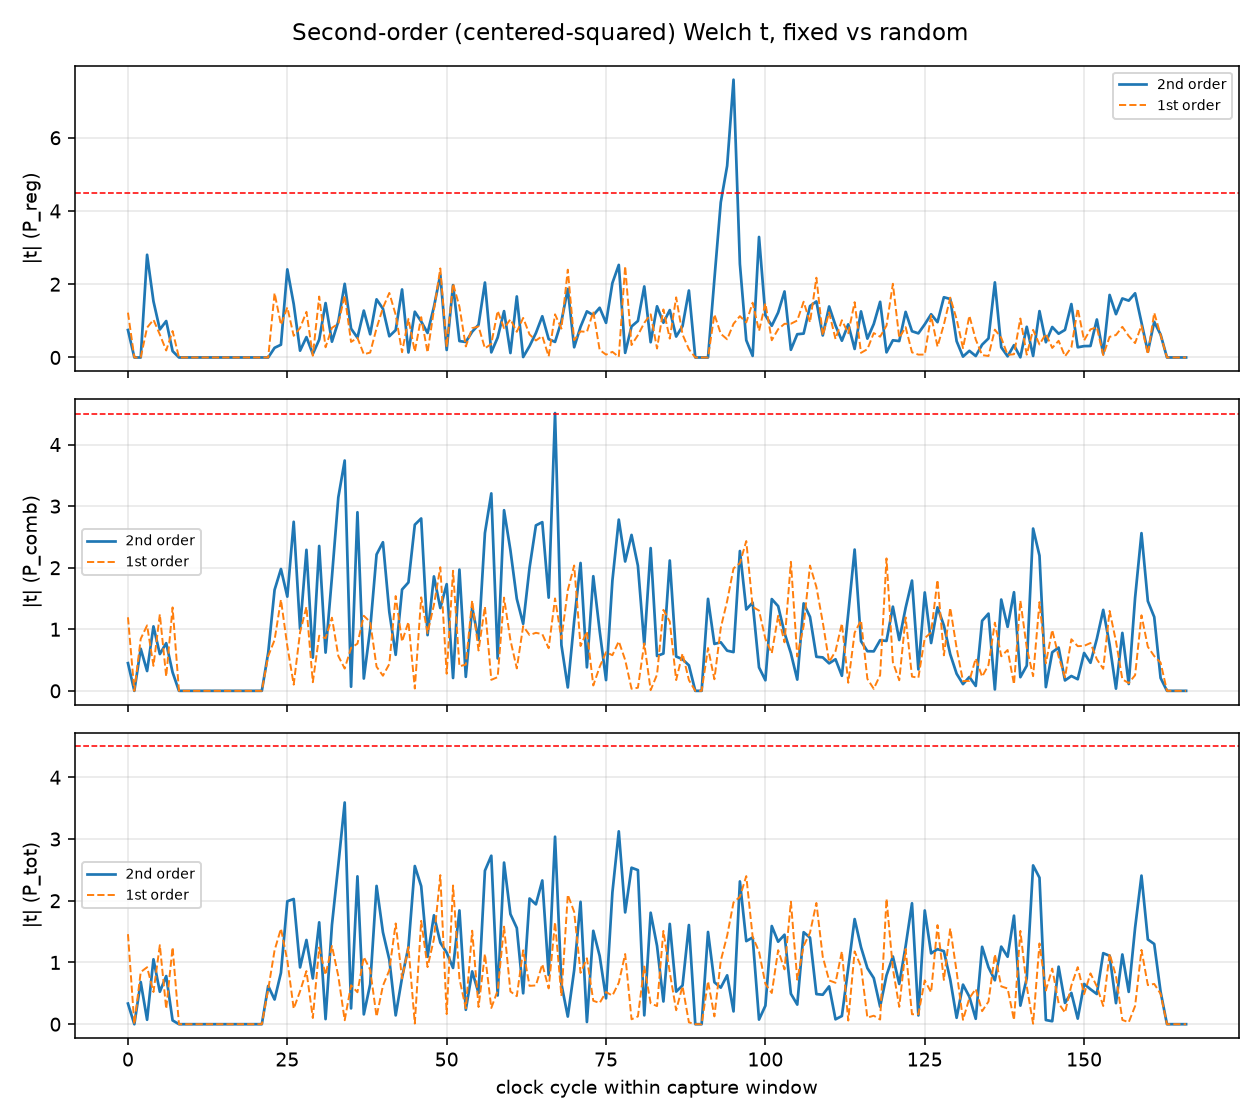 Second-order (centered-squared) Welch t, fixed vs random
|t| (P_reg)
6
4
2
0
2nd order
1st order
|t| (P_comb)
4
3
2
1
0
2nd order
1st order
|t| (P_tot)
4
3
2
1
0
2nd order
1st order
0 25 50 75 100 125 150
clock cycle within capture window